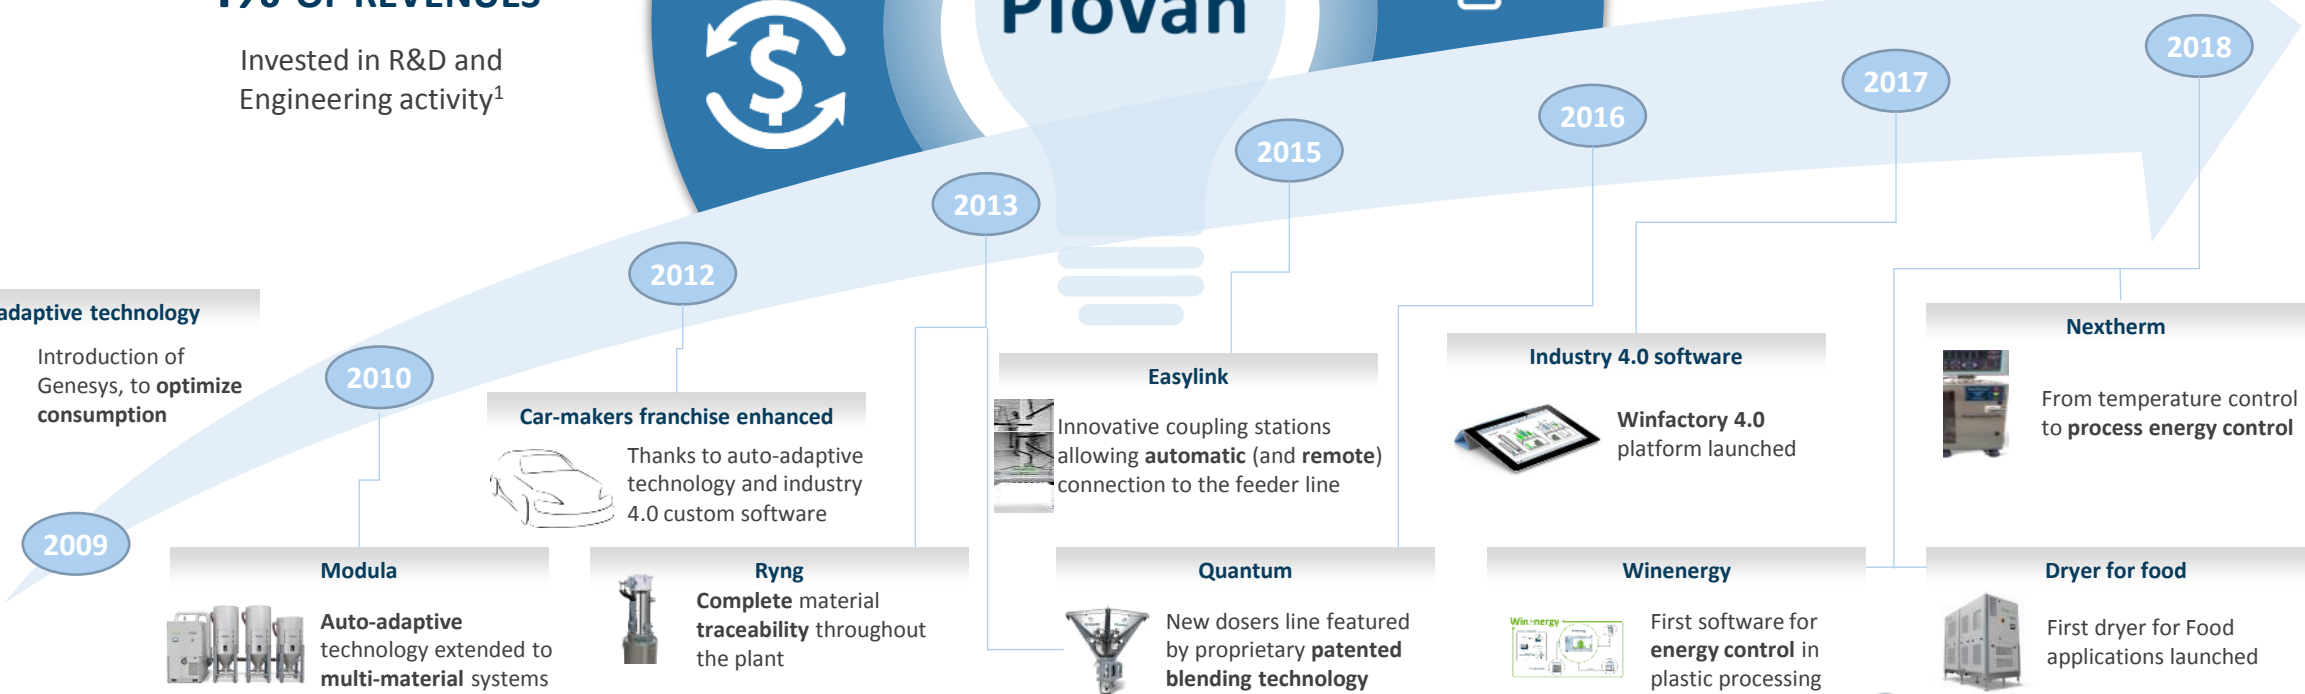 OF REVENUES
Invested in R&D and
Engineering activity1
Piovan
2009
2010
2012
2013
2015
2016
2017
2018
adaptive technology
Introduction of
Genesys, to optimize
consumption
Modula
Auto-adaptive
technology extended to
multi-material systems
Car-makers franchise enhanced
Thanks to auto-adaptive
technology and industry
4.0 custom software
Ryng
Complete material
traceability throughout
the plant
Easylink
Innovative coupling stations
allowing automatic (and remote)
connection to the feeder line
Quantum
New dosers line featured
by proprietary patented
blending technology
Industry 4.0 software
Winfactory 4.0
platform launched
Winenergy
Winenergy
First software for
energy control in
plastic processing
Nextherm
From temperature control
to process energy control
Dryer for food
First dryer for Food
applications launched